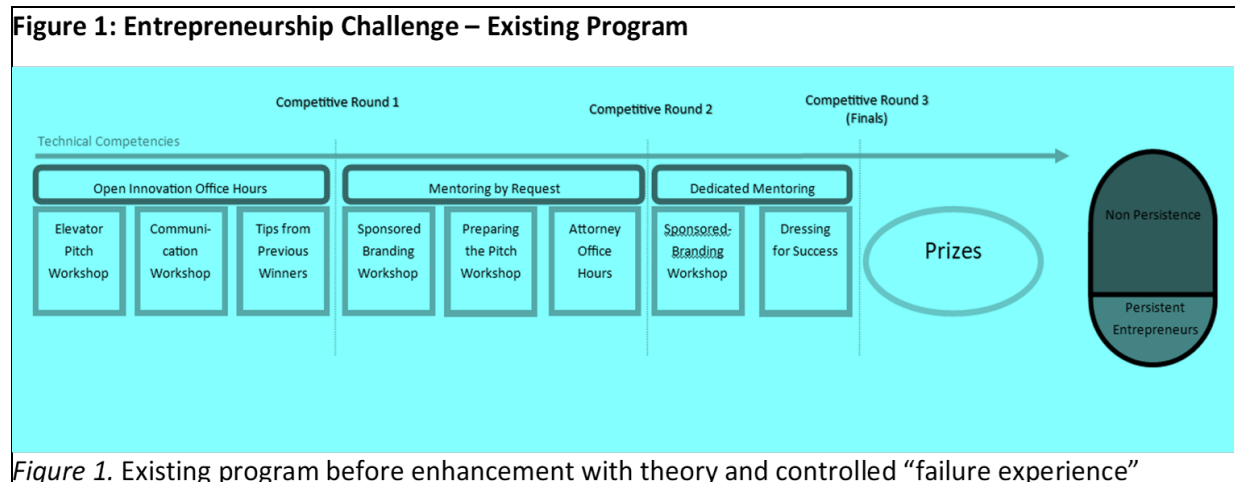 Figure 1: Entrepreneurship Challenge – Existing Program
Competitive Round 1
Competitive Round 2
Competitive Round 3
(Finals)
Technical Competencies
Open Innovation Office Hours
Mentoring by Request
Dedicated Mentoring
Elevator
Pitch
Workshop
Communi-
cation
Workshop
Tips from
Previous
Winners
Sponsored
Branding
Workshop
Preparing
the Pitch
Workshop
Attorney
Office
Hours
Sponsored-
Branding
Workshop
Dressing
for Success
Prizes
Non Persistence
Persistent
Entrepreneurs
Figure 1. Existing program before enhancement with theory and controlled “failure experience”